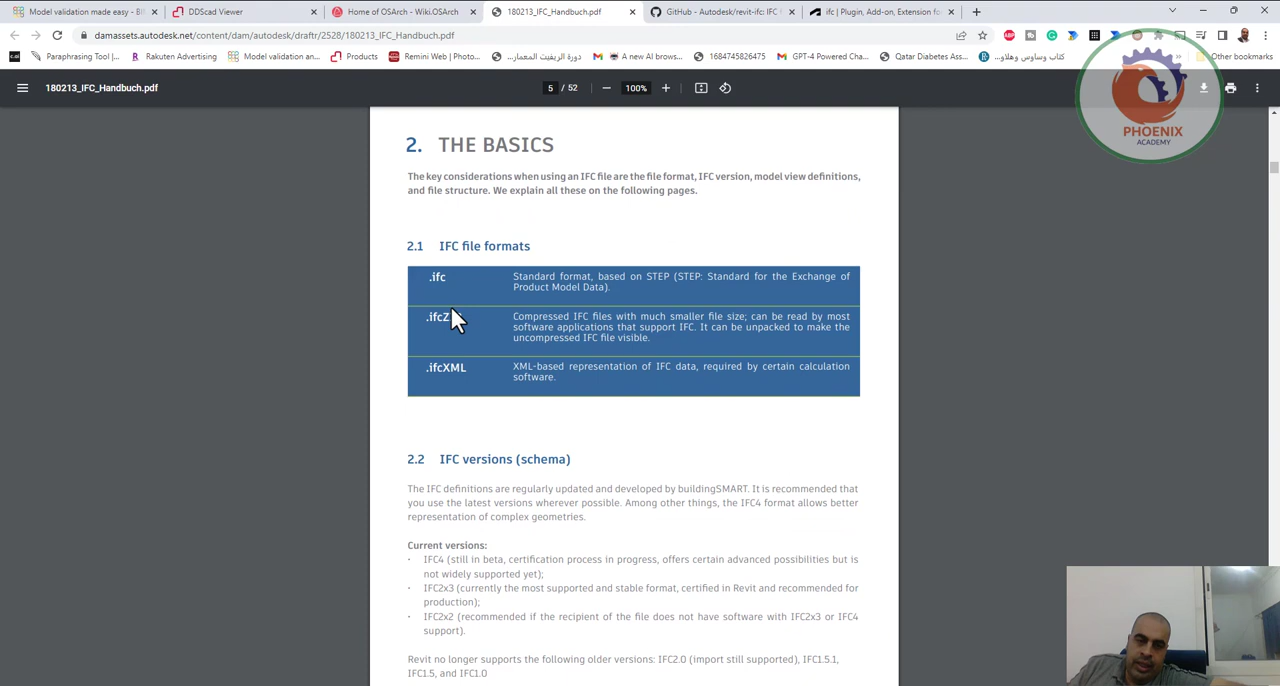 Model validation made easy - BI
DDScad Viewer
Home of OSArch - Wiki.OSArch
180213_IFC_Handbuch.pdf
GitHub - Autodesk/revit-ifc: IFC
ifc | Plugin, Add-on, Extension fo
damassets.autodesk.net/content/dam/autodesk/draftr/2528/180213_IFC_Handbuch.pdf
Paraphrasing Tool |...
Rakuten Advertising
Model validation an...
Products
Remini Web | Photo...
دورة الريفيت المعمار...
A new AI brows...
1684745826475
GPT-4 Powered Cha...
Qatar Diabetes Ass...
كتاب وساوس وهلاو...
Other bookmarks
180213_IFC_Handbuch.pdf
5 / 52
100%
PHOENIX
ACADEMY
2. THE BASICS
The key considerations when using an IFC file are the file format, IFC version, model view definitions,
and file structure. We explain all these on the following pages.
2.1 IFC file formats
.ifc
Standard format, based on STEP (STEP: Standard for the Exchange of
Product Model Data).
.ifcZ
Compressed IFC files with much smaller file size; can be read by most
software applications that support IFC. It can be unpacked to make the
uncompressed IFC file visible.
.ifcXML
XML-based representation of IFC data, required by certain calculation
software.
2.2 IFC versions (schema)
The IFC definitions are regularly updated and developed by buildingSMART. It is recommended that
you use the latest versions wherever possible. Among other things, the IFC4 format allows better
representation of complex geometries.
Current versions:
· IFC4 (still in beta, certification process in progress, offers certain advanced possibilities but is
not widely supported yet);
· IFC2x3 (currently the most supported and stable format, certified in Revit and recommended for
production);
· IFC2x2 (recommended if the recipient of the file does not have software with IFC2x3 or IFC4
support).
Revit no longer supports the following older versions: IFC2.0 (import still supported), IFC1.5.1,
IFC1.5, and IFC1.0